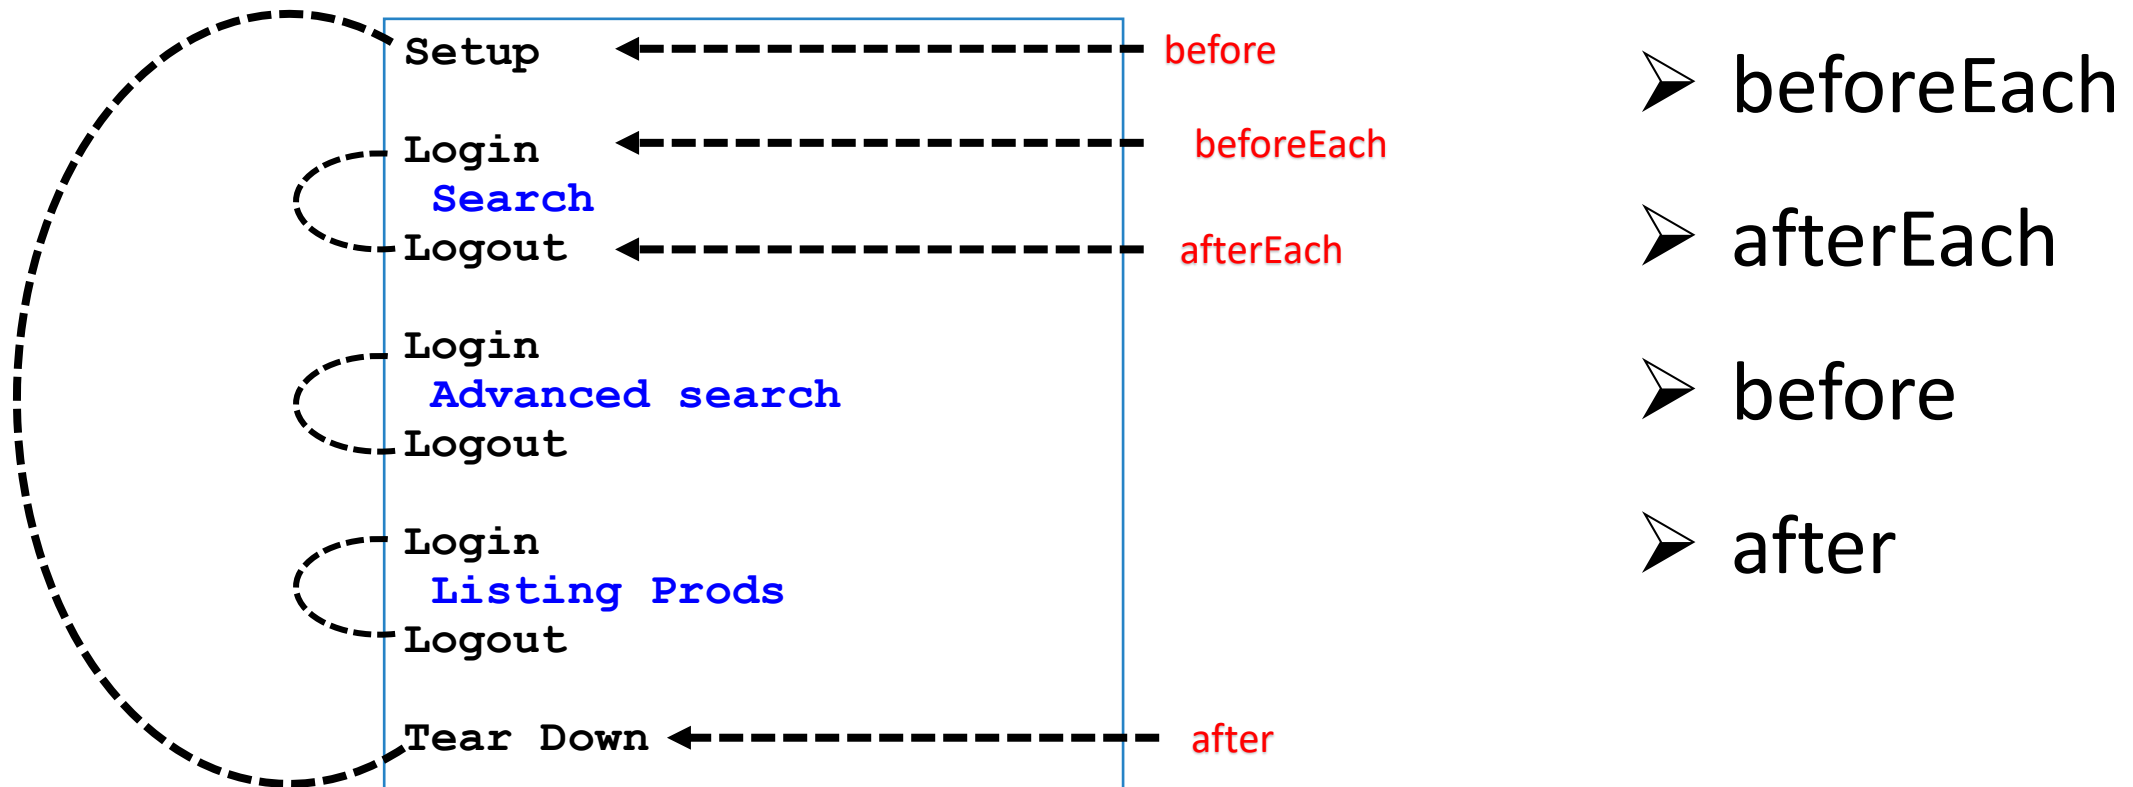 Setup
before
Login
beforeEach
Search
Logout
afterEach
Login
Advanced search
Logout
Login
Listing Prods
Logout
Tear Down
after
beforeEach
afterEach
before
after